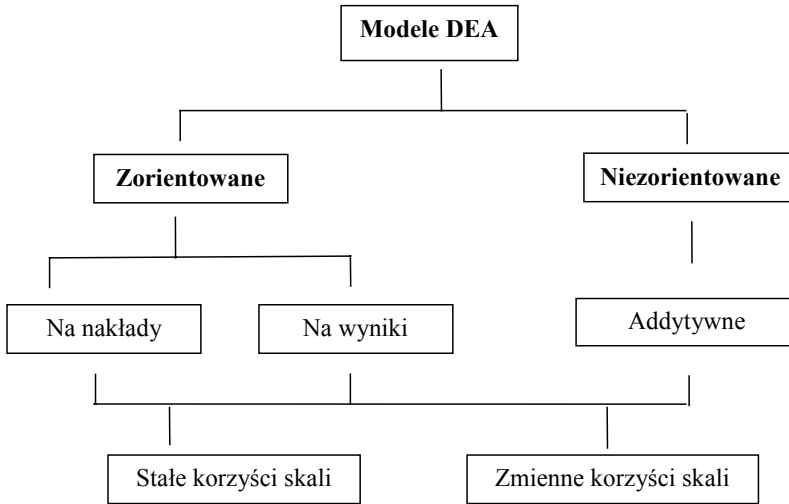 Modele DEA
Zorientowane
Niezorientowane
Na nakłady
Na wyniki
Addytywne
Stałe korzyści skali
Zmienne korzyści skali